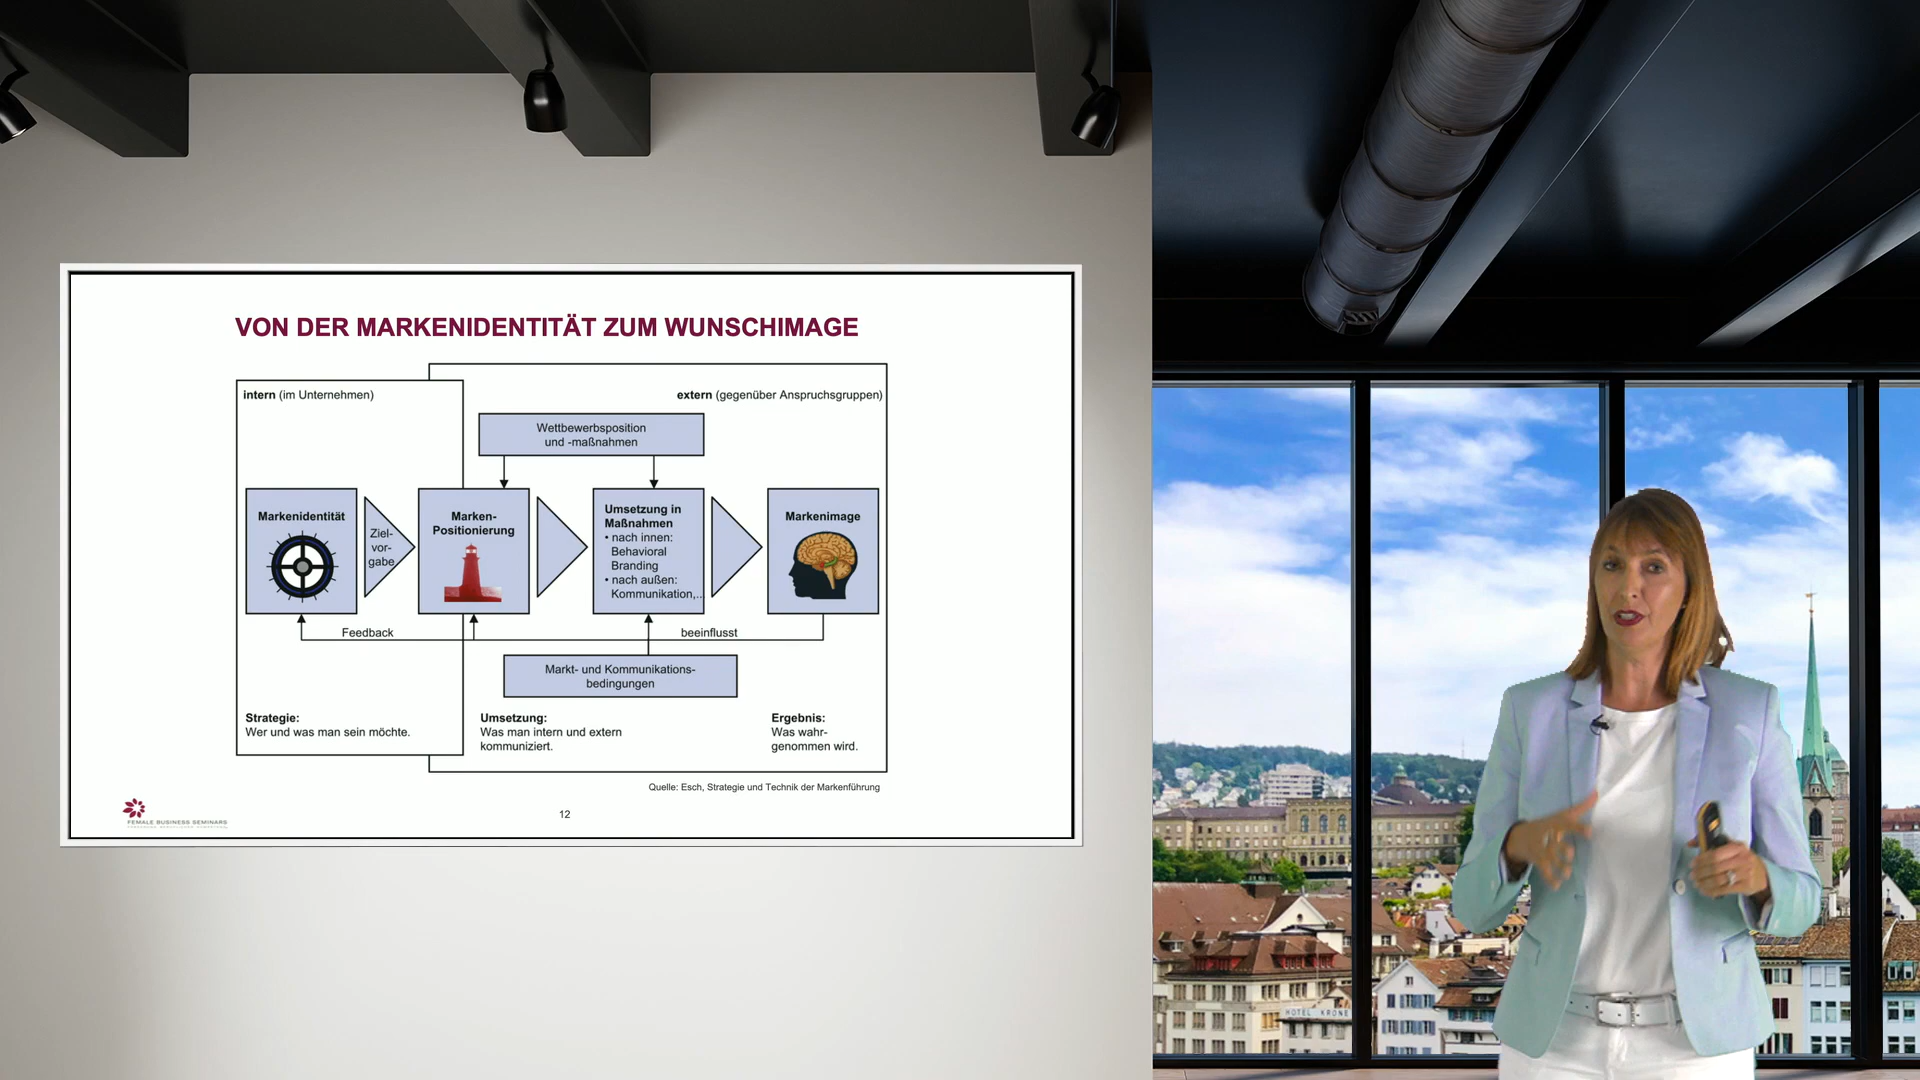 VON DER MARKENIDENTITÄT ZUM WUNSCHIMAGE
intern (im Unternehmen)
extern (gegenüber Anspruchsgruppen)
Wettbewerbsposition
und -maßnahmen
Markenidentität
Ziel-
vor-
gabe
Marken-
Positionierung
Umsetzung in
Maßnahmen
• nach innen:
Behavioral
Branding
• nach außen:
Kommunikation,...
Markenimage
Feedback
beeinflusst
Markt- und Kommunikations-
bedingungen
Strategie:
Wer und was man sein möchte.
Umsetzung:
Was man intern und extern
kommuniziert.
Ergebnis:
Was wahr-
genommen wird.
Quelle: Esch, Strategie und Technik der Markenführung
FEMALE BUSINESS SEMINARS
12
HOTEL KRONE